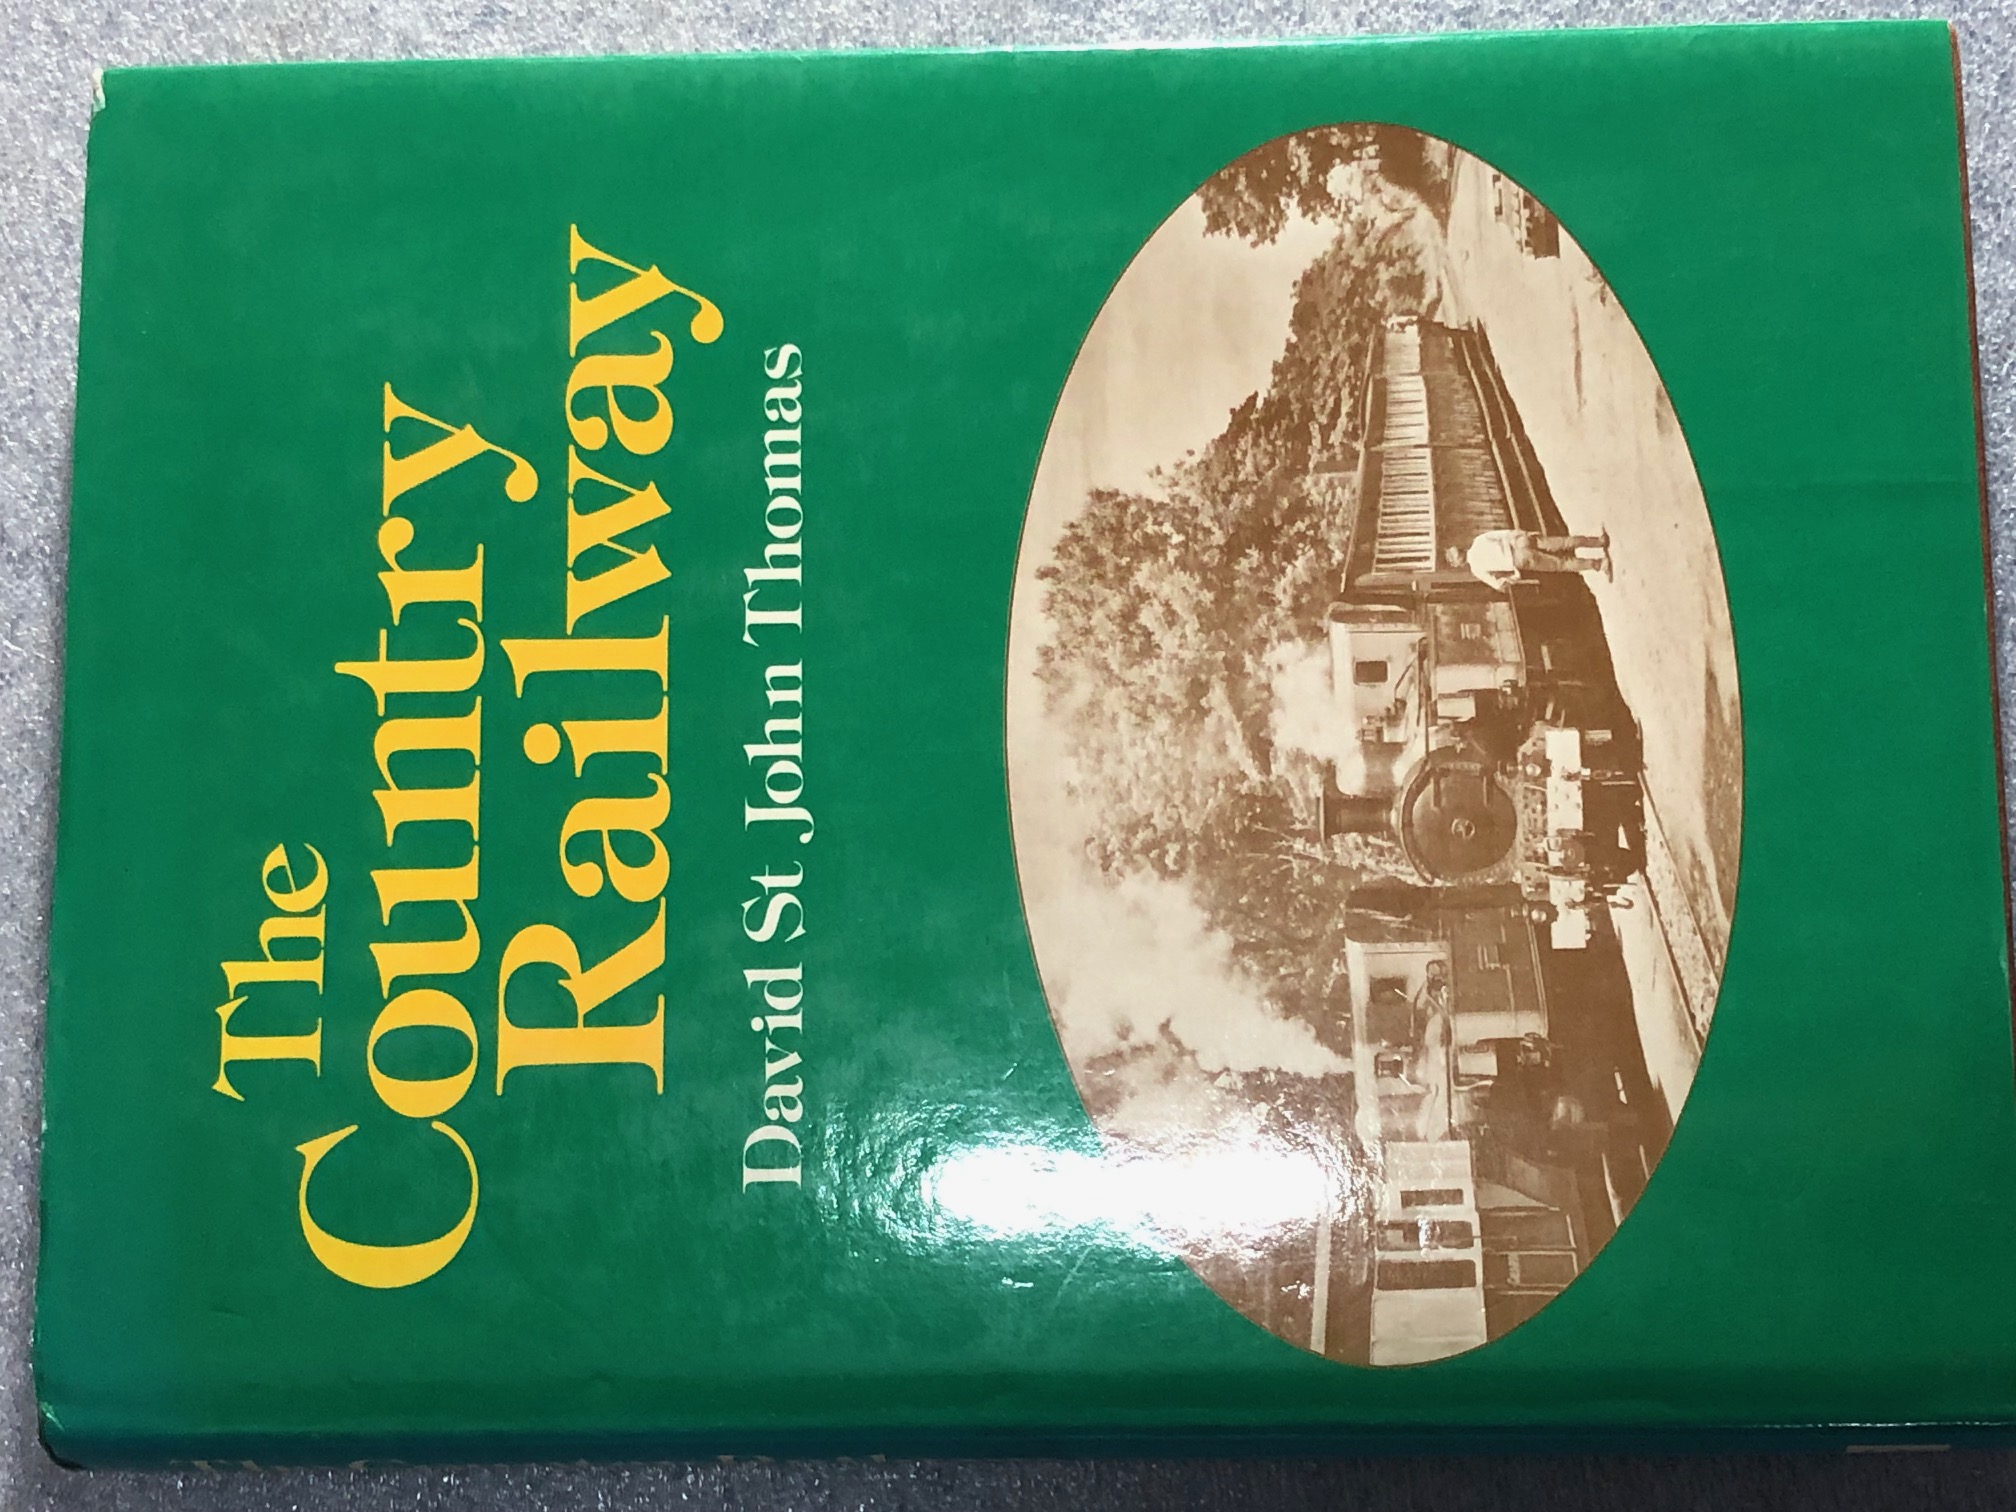 The
Country
Railway
David St John Thomas